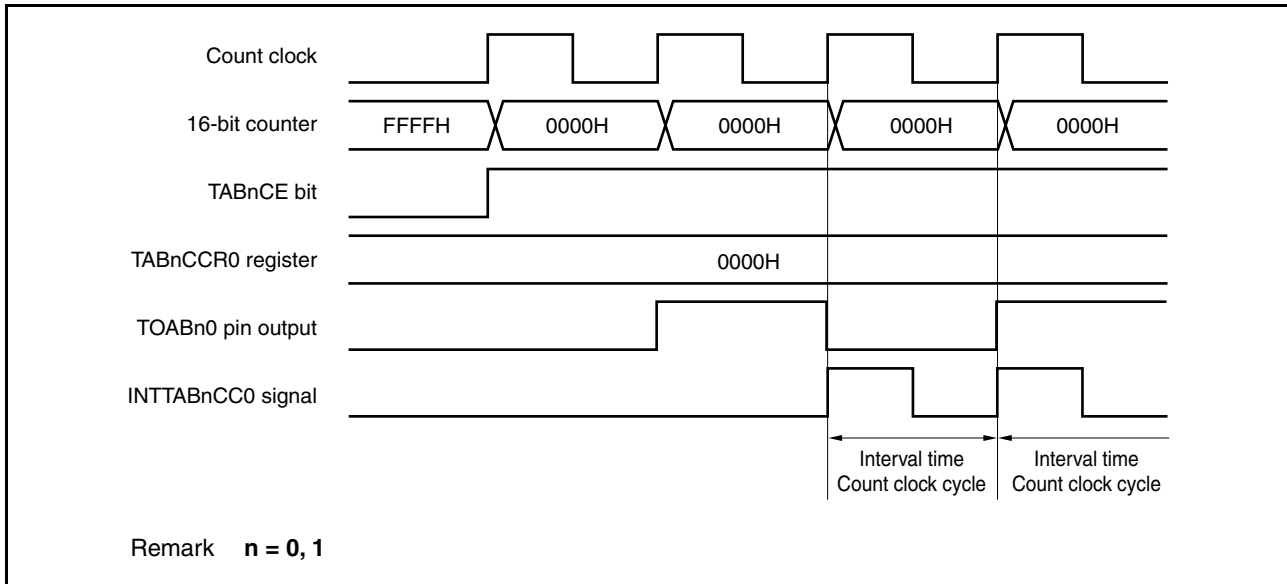 Count clock
16-bit counter
FFFFH 0000H 0000H 0000H 0000H
TABnCE bit
TABnCCR0 register
0000H
TOABn0 pin output
INTTABnCC0 signal
Interval time
Count clock cycle
Interval time
Count clock cycle
Remark n = 0, 1